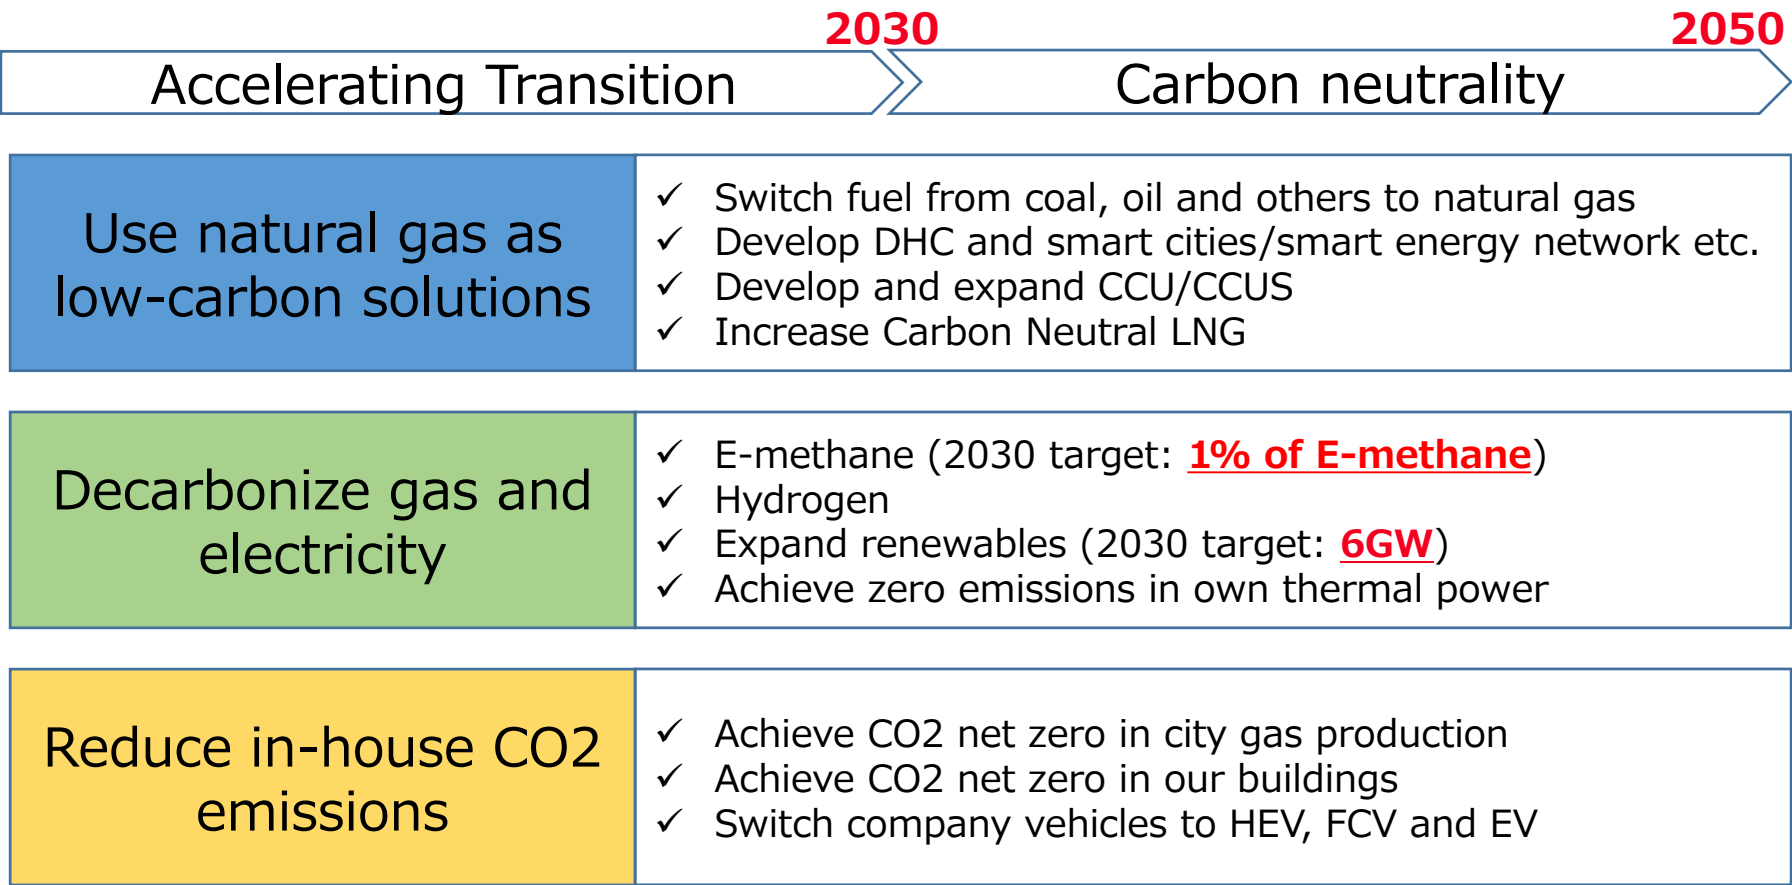 2030
2050
Accelerating Transition
Carbon neutrality
Use natural gas as
low-carbon solutions
✓ Switch fuel from coal, oil and others to natural gas
✓ Develop DHC and smart cities/smart energy network etc.
✓ Develop and expand CCU/CCUS
✓ Increase Carbon Neutral LNG
Decarbonize gas and
electricity
✓ E-methane (2030 target: 1% of E-methane)
✓ Hydrogen
✓ Expand renewables (2030 target: 6GW)
✓ Achieve zero emissions in own thermal power
Reduce in-house CO2
emissions
✓ Achieve CO2 net zero in city gas production
✓ Achieve CO2 net zero in our buildings
✓ Switch company vehicles to HEV, FCV and EV